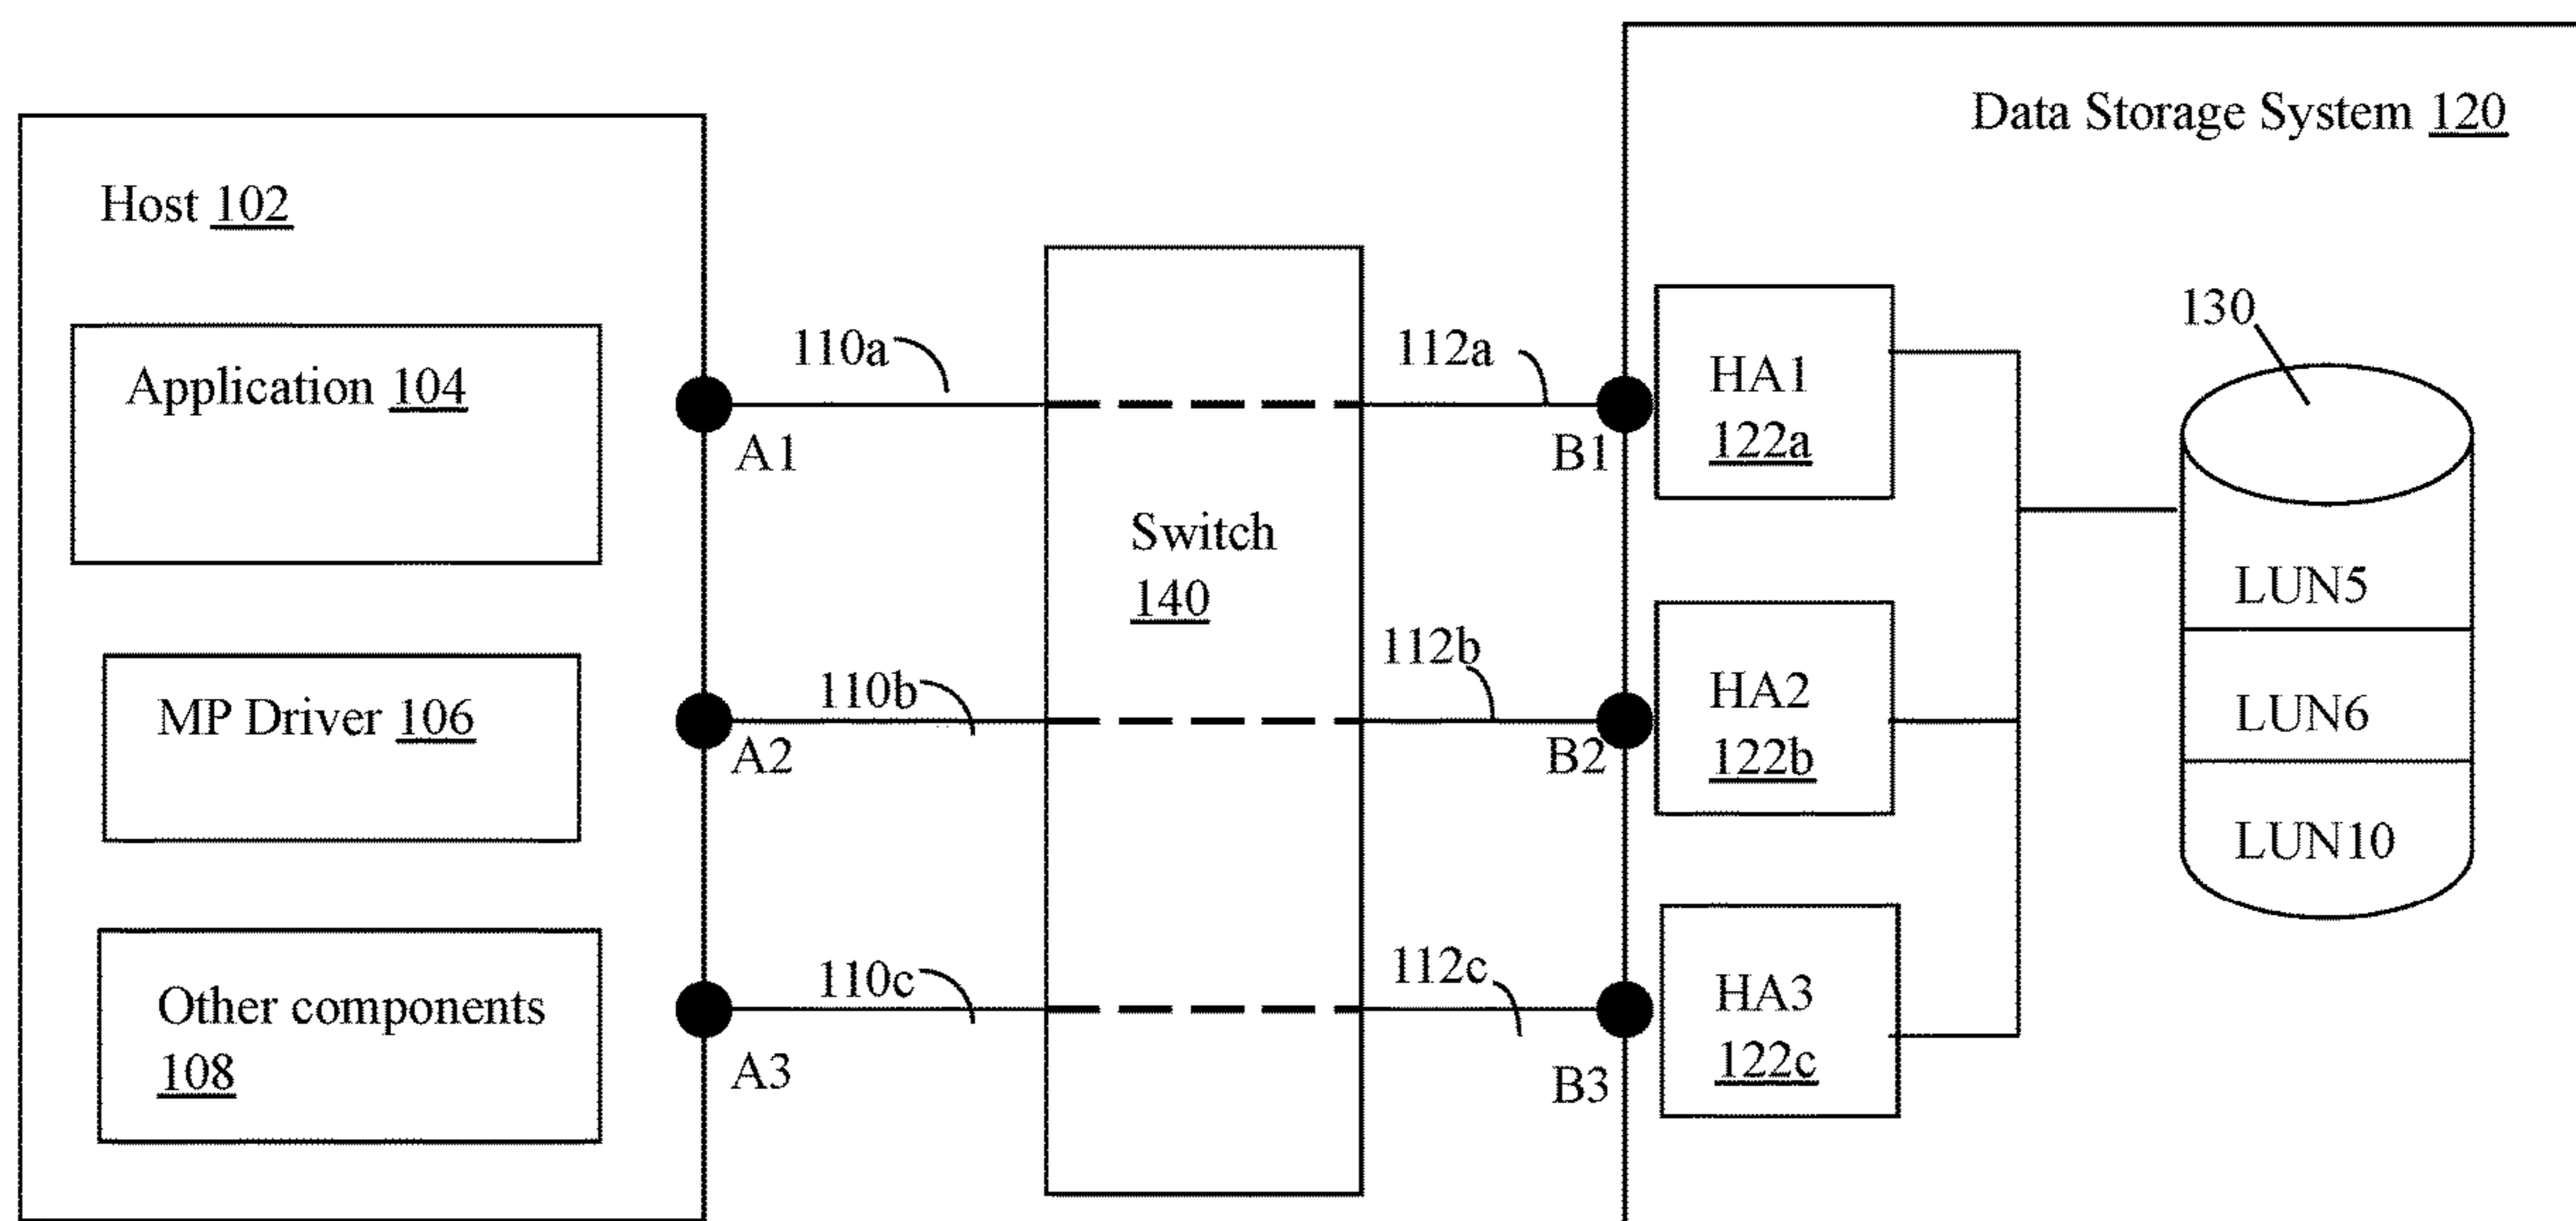 Data Storage System 120
Host 102
Application 104
MP Driver 106
Other components
108
110a
110b
110c
A1
A2
A3
Switch
140
112a
112b
112c
B1
B2
B3
HA1
122a
HA2
122b
HA3
122c
130
LUN5
LUN6
LUN10